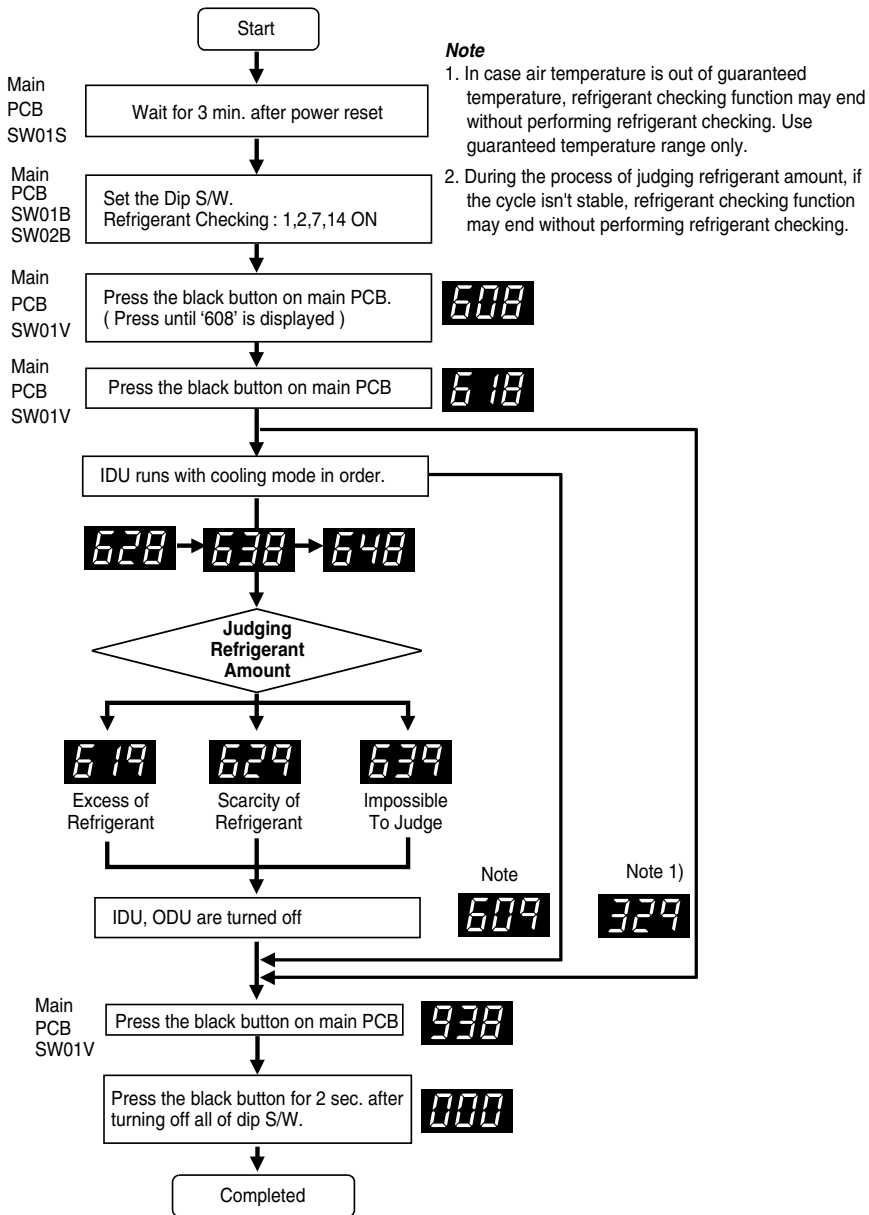 Start
Note
1. In case air temperature is out of guaranteed
temperature, refrigerant checking function may end
without performing refrigerant checking. Use
guaranteed temperature range only.
2. During the process of judging refrigerant amount, if
the cycle isn't stable, refrigerant checking function
may end without performing refrigerant checking.
Main
PCB
SW01S
Wait for 3 min. after power reset
Main
PCB
SW01B
SW02B
Set the Dip S/W.
Refrigerant Checking : 1,2,7,14 ON
Main
PCB
SW01V
Press the black button on main PCB.
( Press until ‘608’ is displayed )
608
Main
PCB
SW01V
Press the black button on main PCB
618
IDU runs with cooling mode in order.
628
638
648
Judging
Refrigerant
Amount
619
629
639
Excess of
Refrigerant
Scarcity of
Refrigerant
Impossible
To Judge
Note
609
Note 1)
329
IDU, ODU are turned off
Main
PCB
SW01V
Press the black button on main PCB
938
Press the black button for 2 sec. after
turning off all of dip S/W.
000
Completed